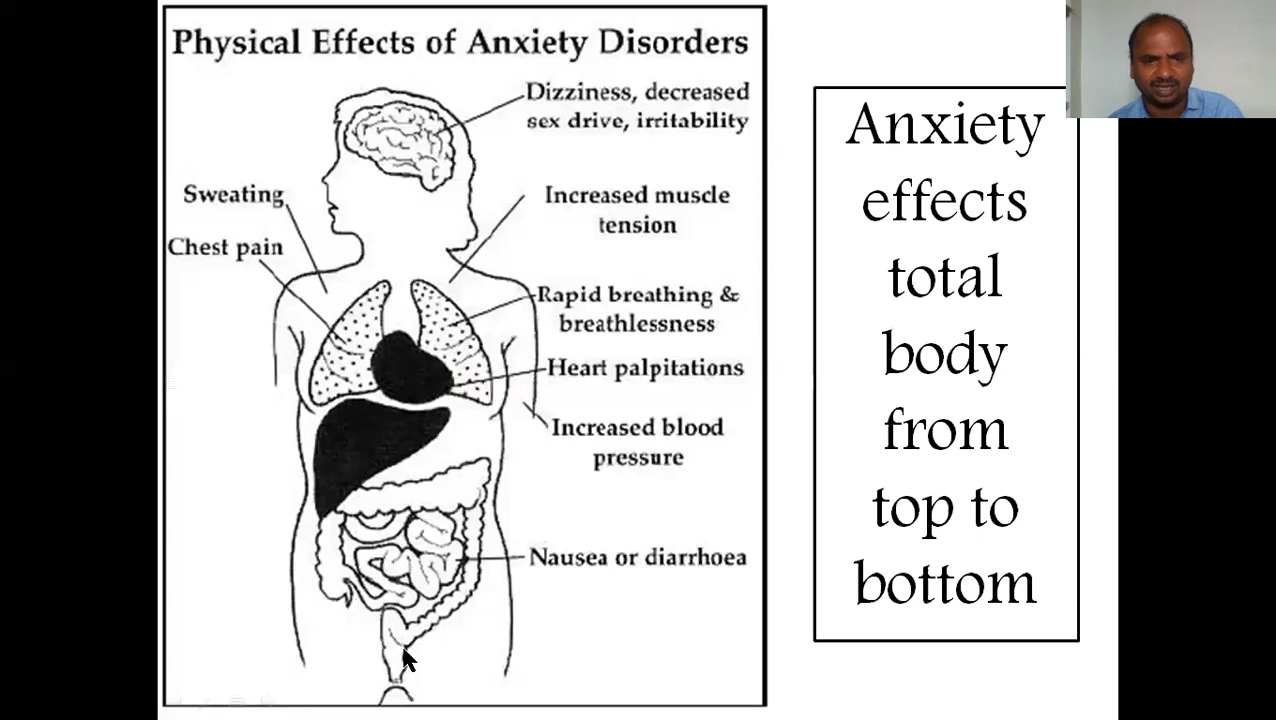 Physical Effects of Anxiety Disorders
Dizziness, decreased
sex drive, irritability
Sweating
Increased muscle
tension
Chest pain
Rapid breathing &
breathlessness
Heart palpitations
Increased blood
pressure
Nausea or diarrhoea
Anxiety
effects
total
body
from
top to
bottom